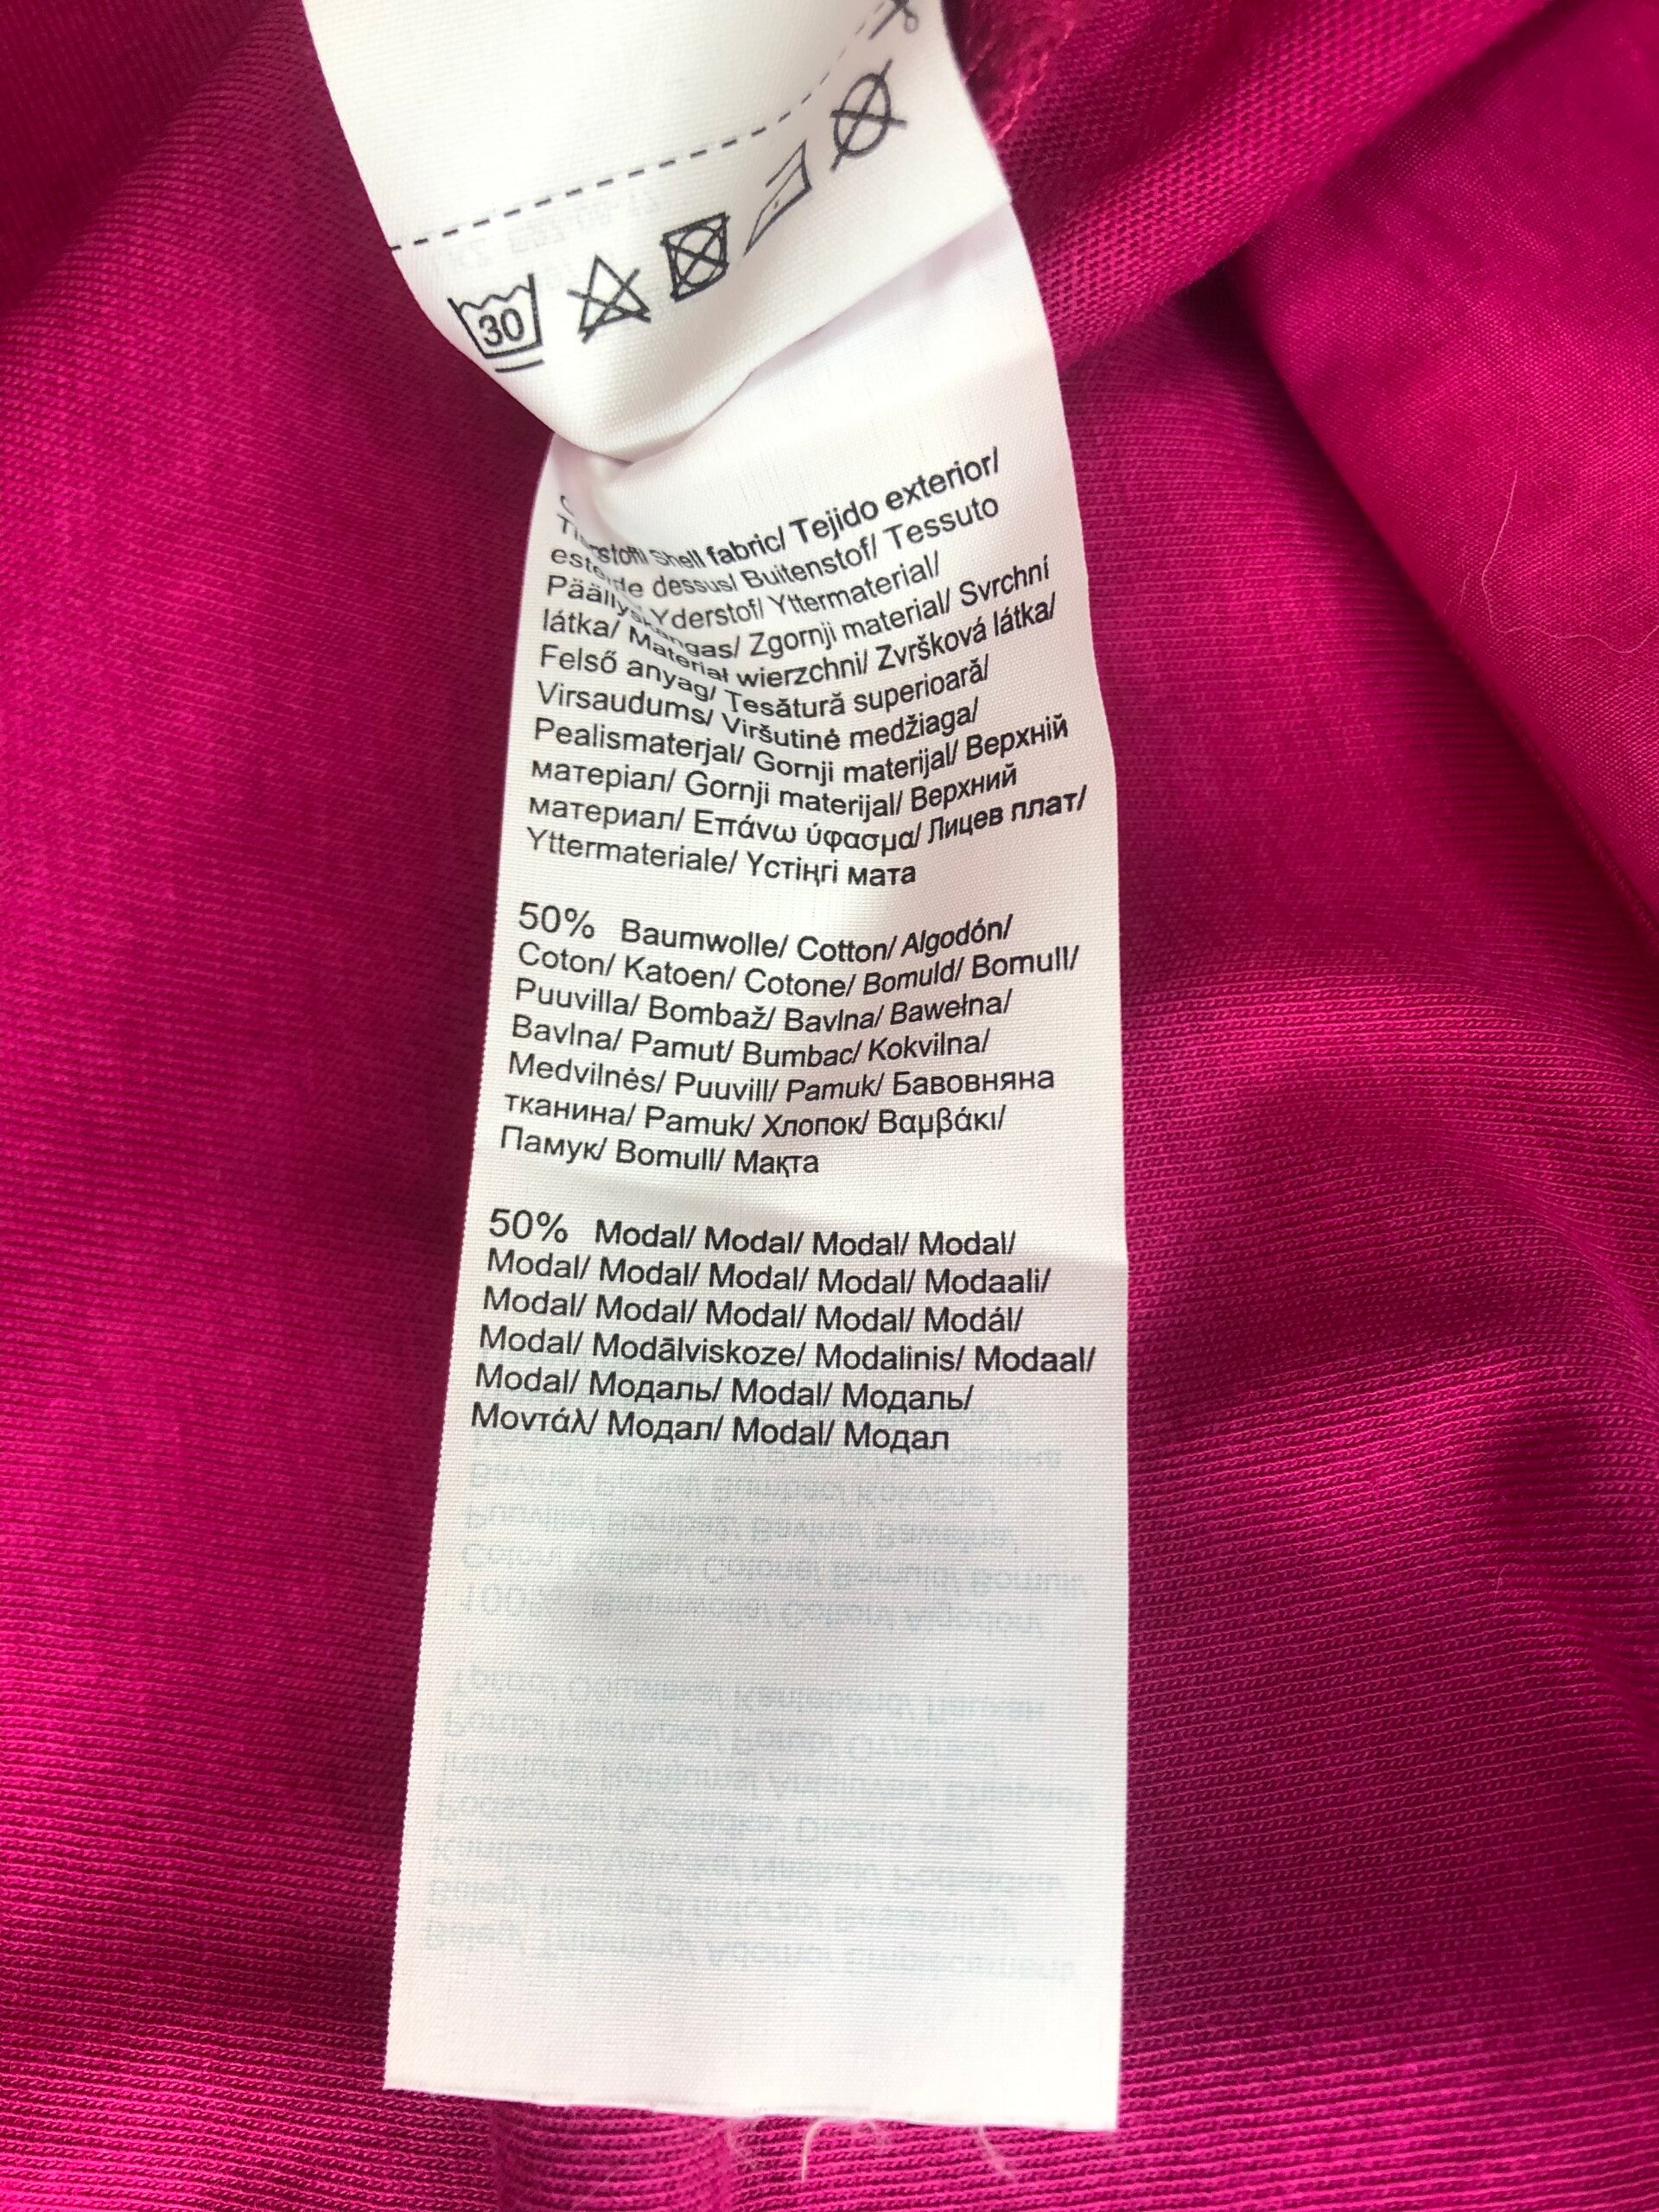 30
Shell fabric/ Tejido exterior/
de dessus/ Buitenstof/ Tessuto
Yderstof/ Yttermaterial/
Zgornji material/ Svrchní
látka/ Materiał wierzchni/ Zvršková látka/
Felső anyag/ Tesătură superioară/
Virsaudums/ Viršutinė medžiaga/
Pealismaterjal/ Gornji materijal/ Верхній
матеріал/ Gornji materijal/ Верхний
материал/ Επάνω ύφασμα/ Лицев плат/
Yttermateriale/ Үстіңгі мата
50% Baumwolle/ Cotton/ Algodón/
Coton/ Katoen/ Cotone/ Bomuld/ Bomull/
Puuvilla/ Bombaž/ Bavlna/ Bawełna/
Bavlna/ Pamut/ Bumbac/ Kokvilna/
Medvilnės/ Puuvill/ Pamuk/ Бавовняна
тканина/ Pamuk/ Хлопок/ Βαμβάκι/
Памук/ Bomull/ Мақта
50% Modal/ Modal/ Modal/ Modal/
Modal/ Modal/ Modal/ Modal/ Modaali/
Modal/ Modal/ Modal/ Modal/ Modál/
Modal/ Modālviskoze/ Modalinis/ Modaal/
Modal/ Модаль/ Modal/ Модаль/
Μοντάλ/ Модал/ Modal/ Модал